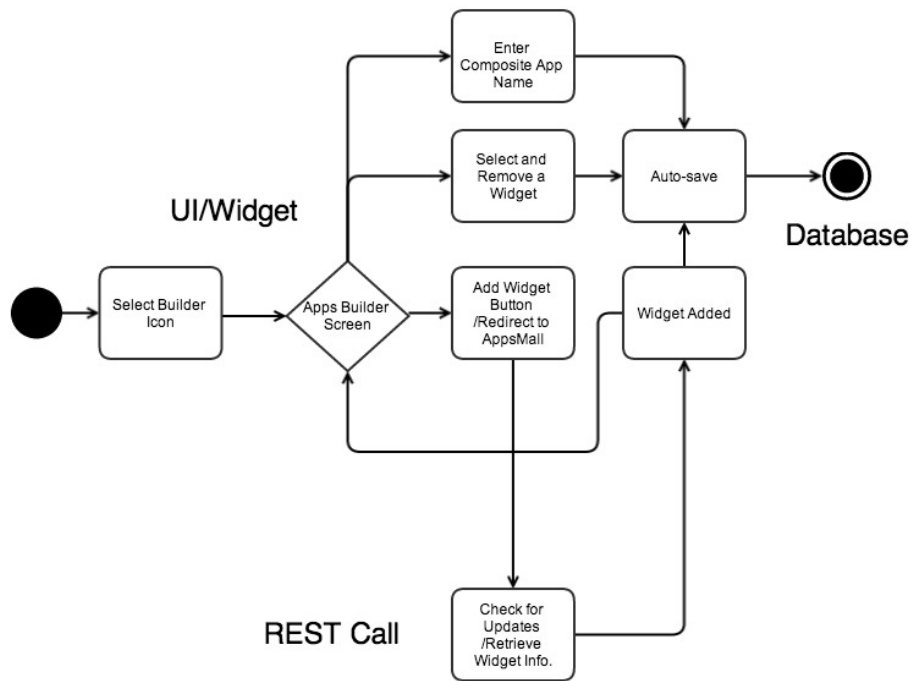 Enter
Composite App
Name
Select and
Remove a
Widget
Auto-save
UI/Widget
Database
Select Builder
Icon
Apps Builder
Screen
Add Widget
Button
/Redirect to
AppsMall
Widget Added
REST Call
Check for
Updates
/Retrieve
Widget Info.